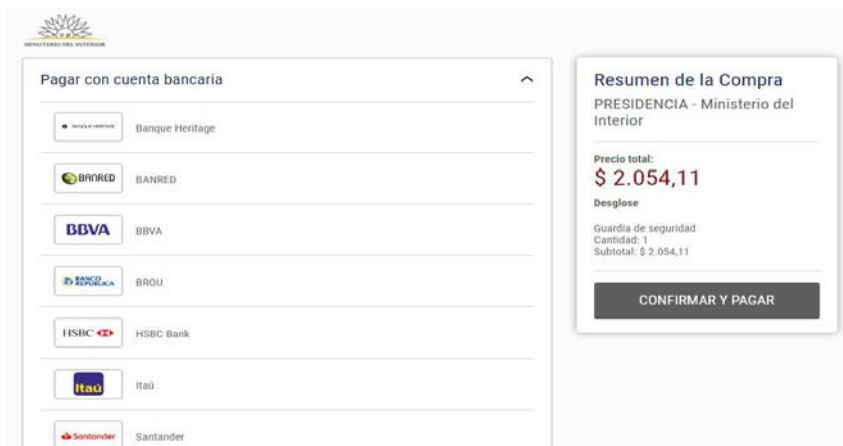 MINISTERIO DEL INTERIOR
Pagar con cuenta bancaria
BANQUE HERITAGE
Banque Heritage
BANRED
BANRED
BBVA
BBVA
BANCO REPÚBLICA
BROU
HSBC
HSBC Bank
Itaú
Itaú
Santander
Santander
Resumen de la Compra
PRESIDENCIA - Ministerio del
Interior
Precio total:
$ 2.054,11
Desglose
Guardia de seguridad
Cantidad: 1
Subtotal: $ 2.054,11
CONFIRMAR Y PAGAR